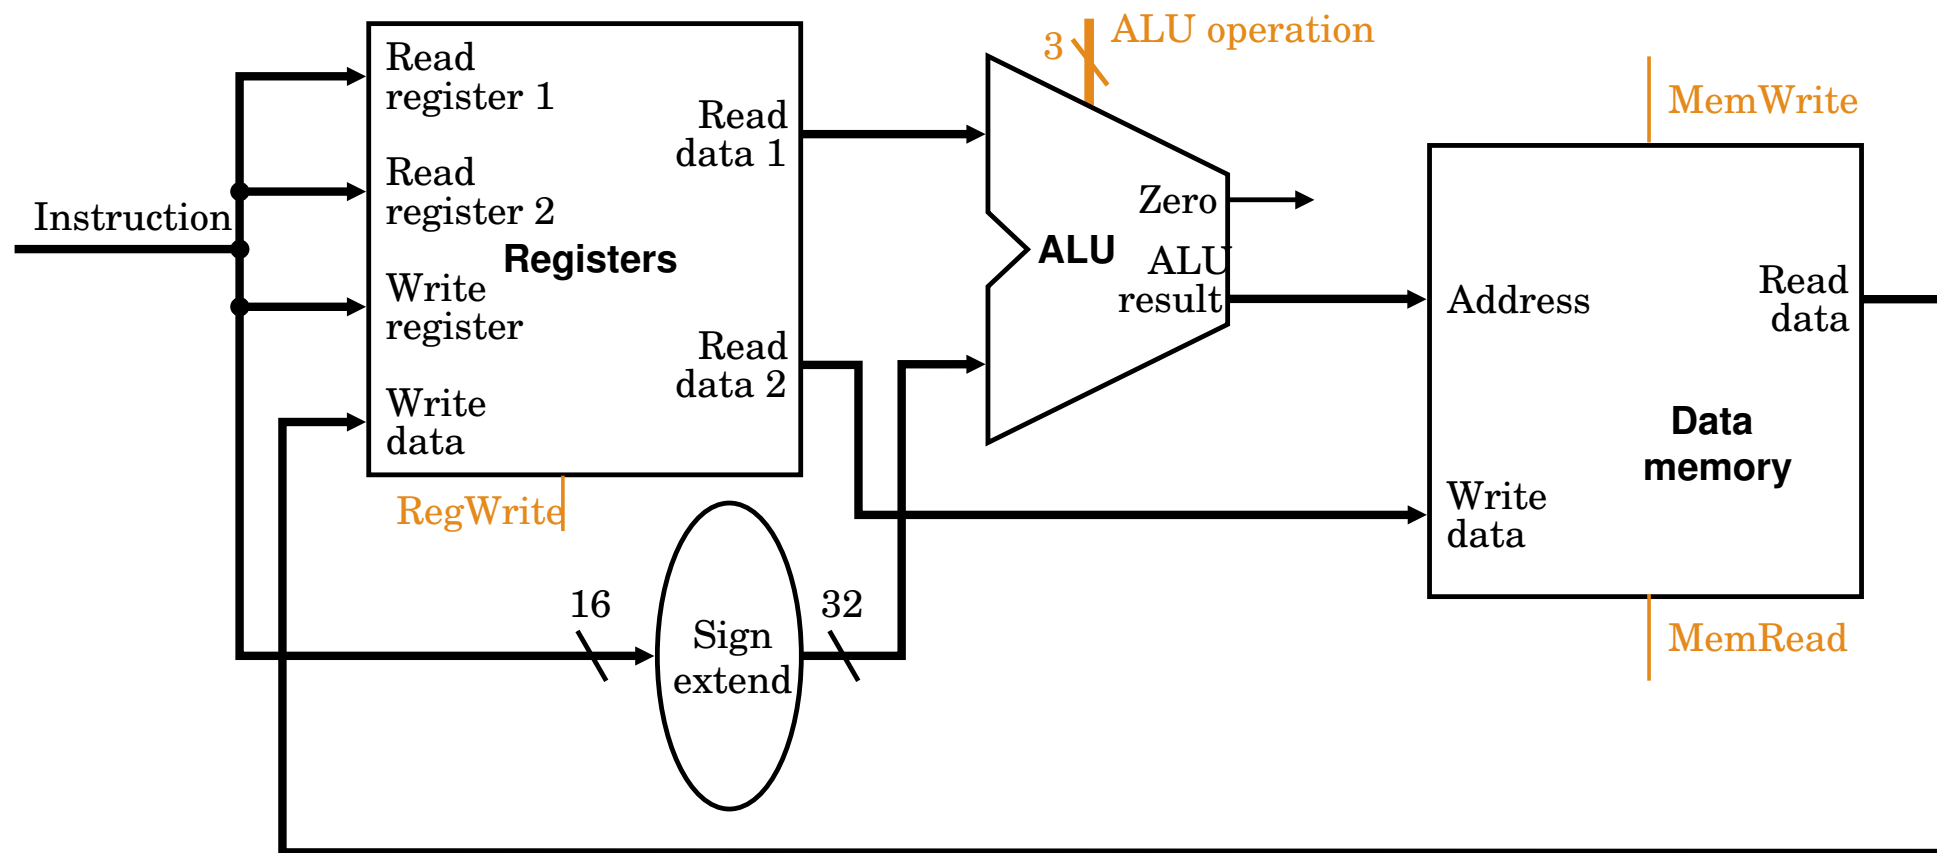 3
ALU operation
MemWrite
Read
register 1
Read
data 1
Read
register 2
Instruction
Registers
Write
register
Read
data 2
Write
data
RegWrite
Zero
ALU
ALU
result
Address
Read
data
Data
memory
Write
data
16
32
Sign
extend
MemRead